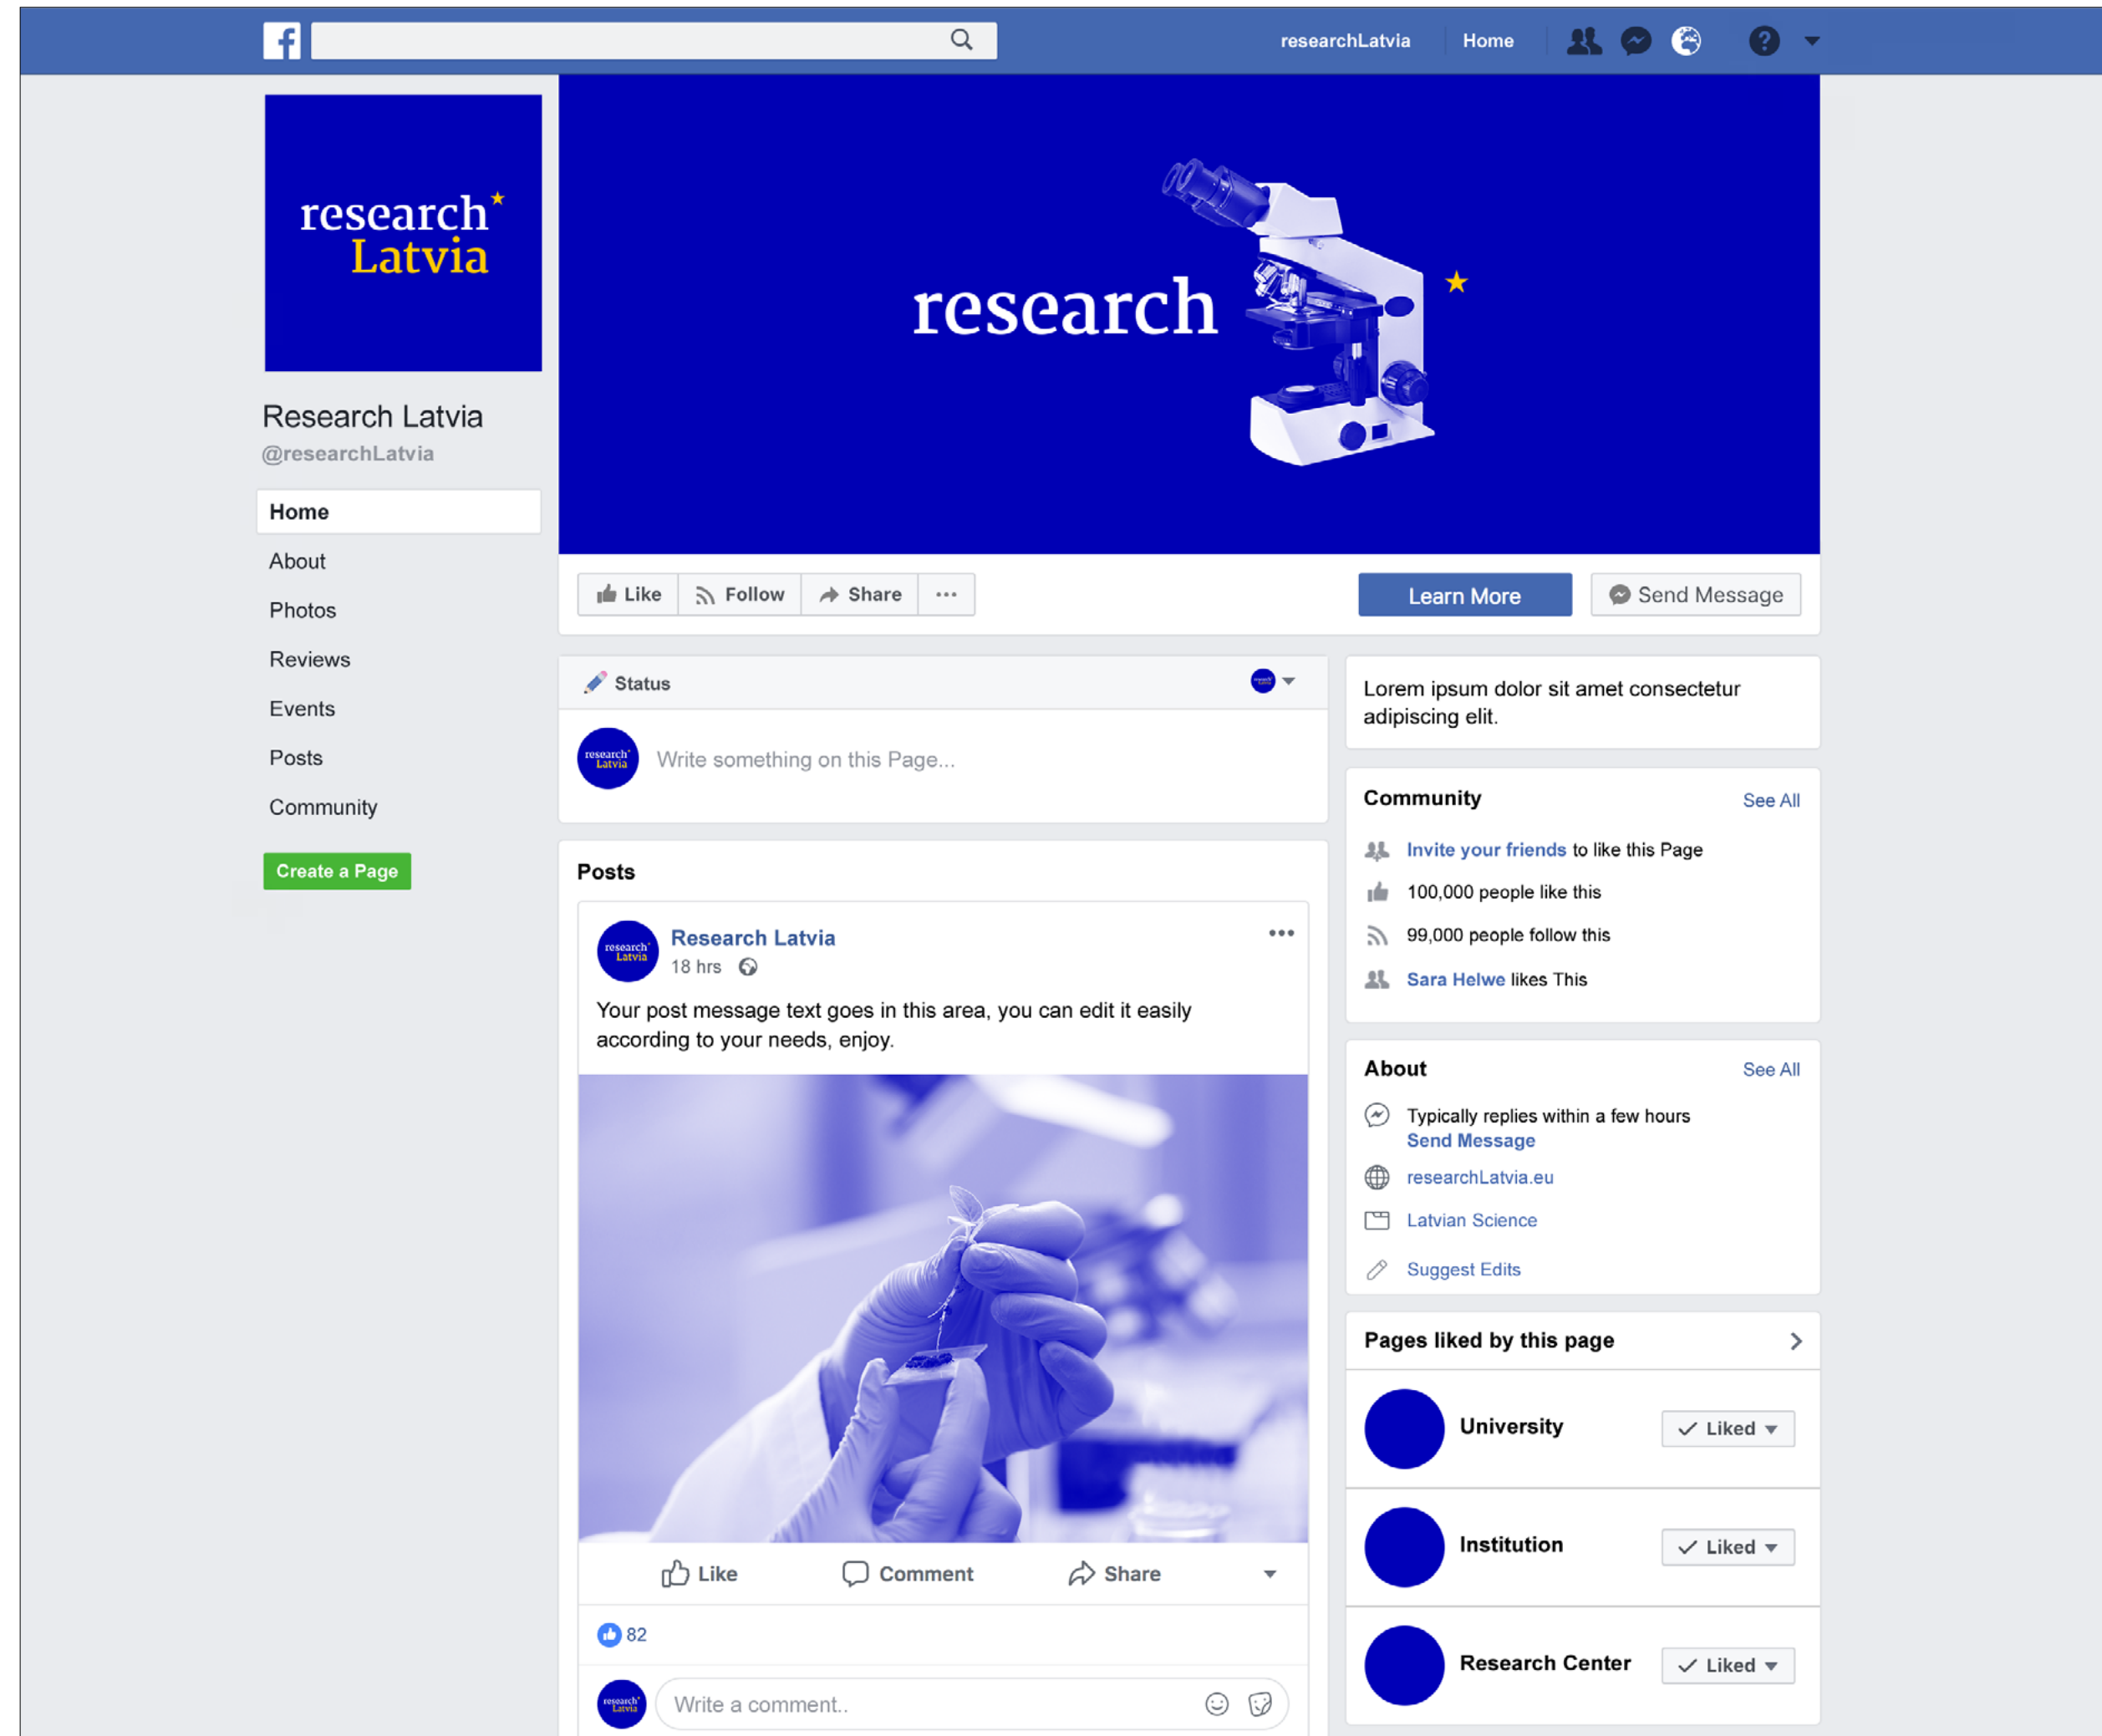 f
researchLatvia Home
research
Latvia
research
Research Latvia
@researchLatvia
Home
About
Photos
Reviews
Events
Posts
Community
Create a Page
Like Follow Share
Learn More Send Message
Status
research
Latvia
Write something on this Page...
Posts
research
Latvia
Research Latvia
18 hrs
Your post message text goes in this area, you can edit it easily
according to your needs, enjoy.
Like Comment Share
82
research
Latvia
Write a comment..
Lorem ipsum dolor sit amet consectetur
adipiscing elit.
Community See All
Invite your friends to like this Page
100,000 people like this
99,000 people follow this
Sara Helwe likes This
About See All
Typically replies within a few hours
Send Message
researchLatvia.eu
Latvian Science
Suggest Edits
Pages liked by this page
University Liked
Institution Liked
Research Center Liked